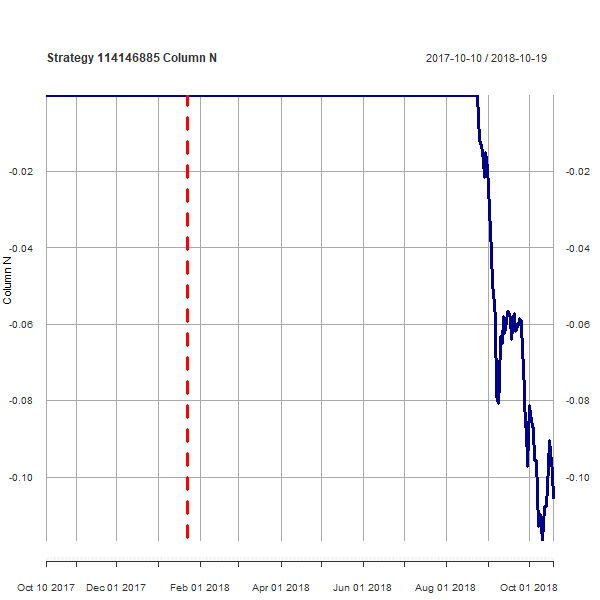 Strategy 114146885 Column N
2017-10-10 / 2018-10-19
Column N
-0.02
-0.02
-0.04
-0.04
-0.06
-0.06
-0.08
-0.08
-0.10
-0.10
Oct 10 2017
Dec 01 2017
Feb 01 2018
Apr 01 2018
Jun 01 2018
Aug 01 2018
Oct 01 2018